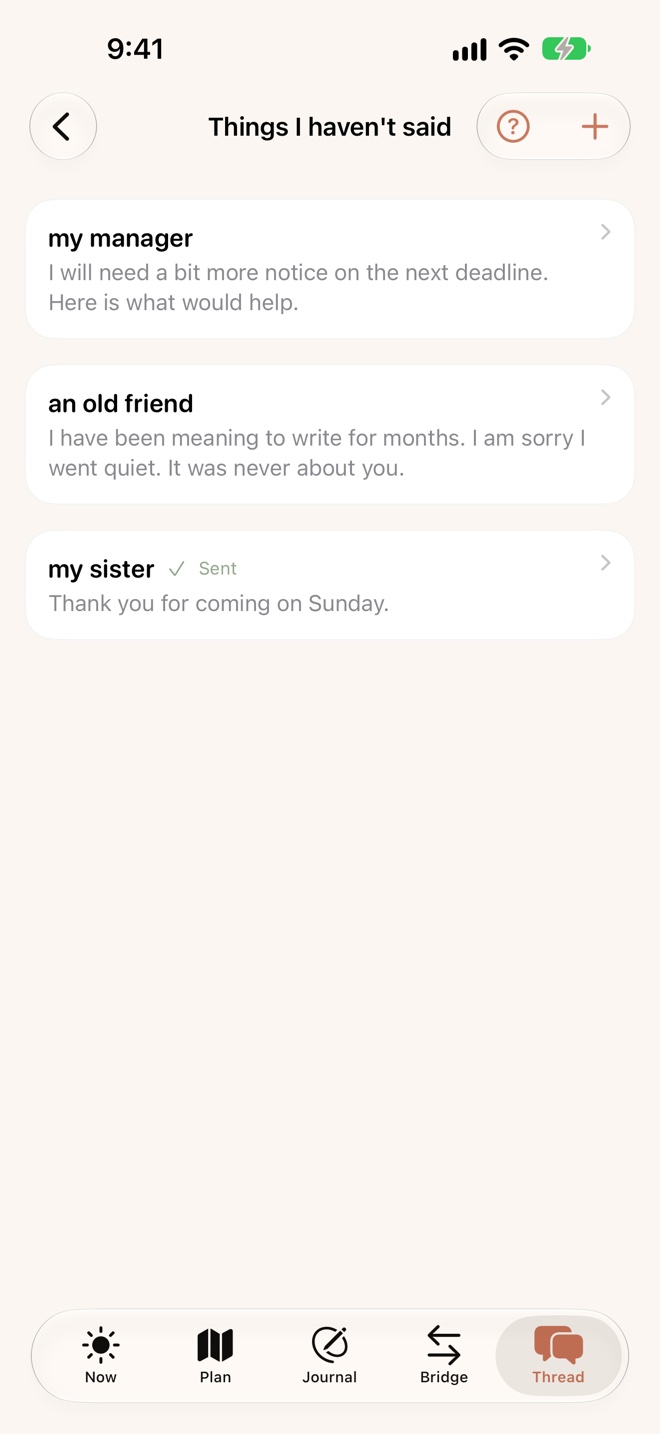 9:41
Things I haven't said
?
my manager
I will need a bit more notice on the next deadline.
Here is what would help.
an old friend
I have been meaning to write for months. I am sorry I
went quiet. It was never about you.
my sister ✓ Sent
Thank you for coming on Sunday.
Now Plan Journal Bridge Thread